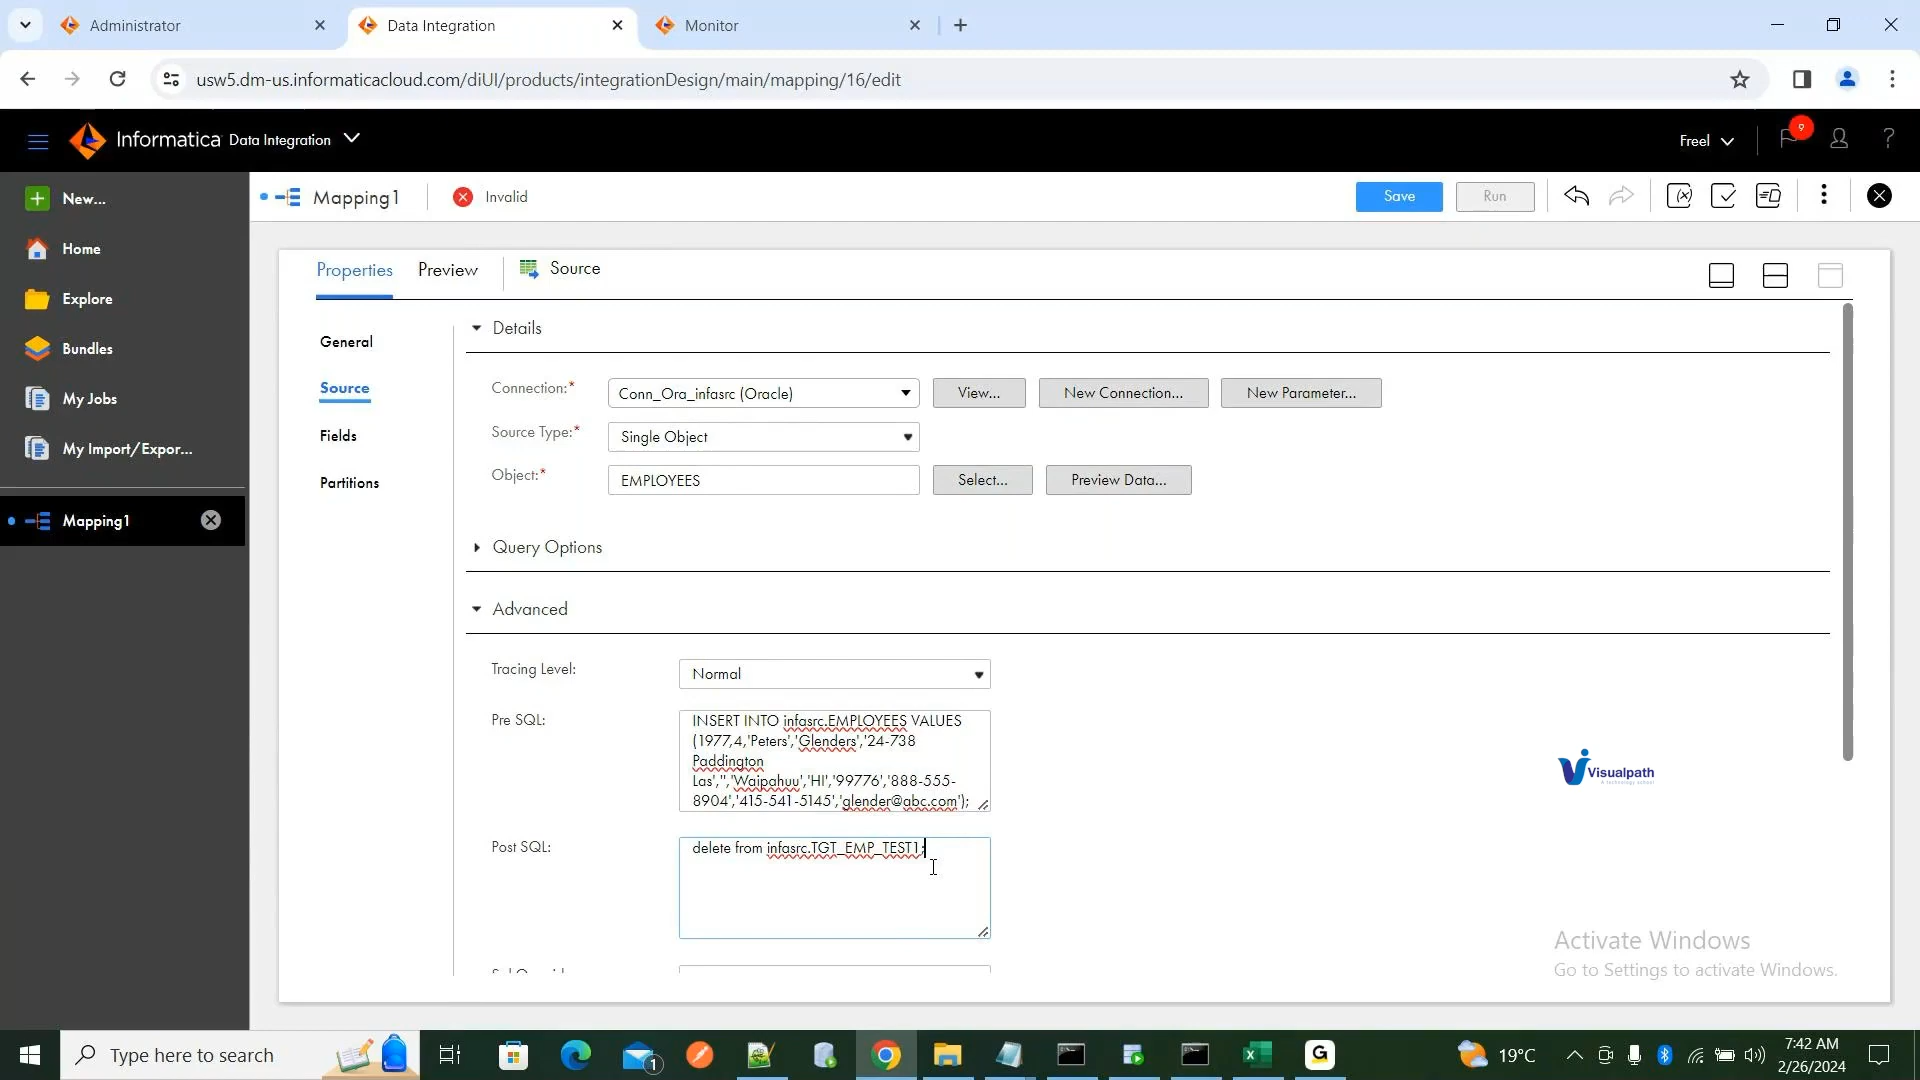 Administrator
Data Integration
Monitor
usw5.dm-us.informaticacloud.com/diUI/products/integrationDesign/main/mapping/16/edit
Informatica Data Integration
Freel
9
New...
Home
Explore
Bundles
My Jobs
My Import/Expor...
Mapping1
Mapping1
Invalid
Save
Run
Properties
Preview
Source
General
Source
Fields
Partitions
Details
Connection:*
Conn_Ora_infasrc (Oracle)
View...
New Connection...
New Parameter...
Source Type:*
Single Object
Object:*
EMPLOYEES
Select...
Preview Data...
Query Options
Advanced
Tracing Level:
Normal
Pre SQL:
INSERT INTO infasrc.EMPLOYEES VALUES
(1977,4,'Peters','Glenders','24-738
Paddington
Las','','Waipahuu','HI','99776','888-555-
8904','415-541-5145','glender@abc.com');
Post SQL:
delete from infasrc.TGT_EMP_TEST1;
Visualpath
Activate Windows
Go to Settings to activate Windows.
Type here to search
1
19°C
7:42 AM
2/26/2024